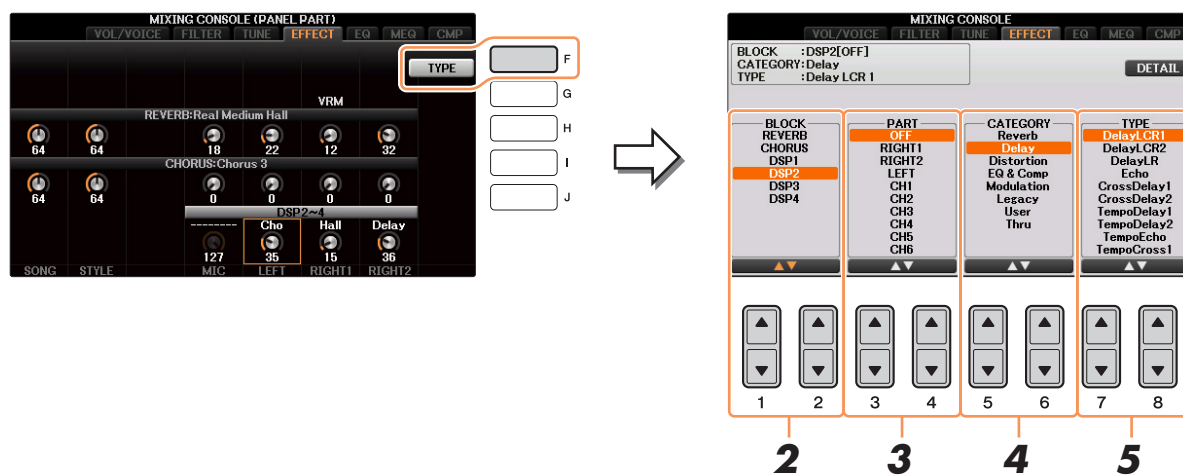 MIXING CONSOLE (PANEL PART)
VOL/VOICE FILTER TUNE EFFECT EQ MEQ CMP
TYPE
F
G
H
I
J
VRM
REVERB:Real Medium Hall
64 64 18 22 12 32
CHORUS:Chorus 3
64 64 0 0 0 0
DSP2~4
-------- Cho Hall Delay
127 35 15 36
SONG STYLE MIC LEFT RIGHT1 RIGHT2
MIXING CONSOLE
VOL/VOICE FILTER TUNE EFFECT EQ MEQ CMP
BLOCK :DSP2[OFF]
CATEGORY:Delay
TYPE :Delay LCR 1
DETAIL
BLOCK
REVERB
CHORUS
DSP1
DSP2
DSP3
DSP4
PART
OFF
RIGHT1
RIGHT2
LEFT
CH1
CH2
CH3
CH4
CH5
CH6
CATEGORY
Reverb
Delay
Distortion
EQ & Comp
Modulation
Legacy
User
Thru
TYPE
DelayLCR1
DelayLCR2
DelayLR
Echo
CrossDelay1
CrossDelay2
TempoDelay1
TempoDelay2
TempoEcho
TempoCross1
1 2 3 4 5 6 7 8
2 3 4 5